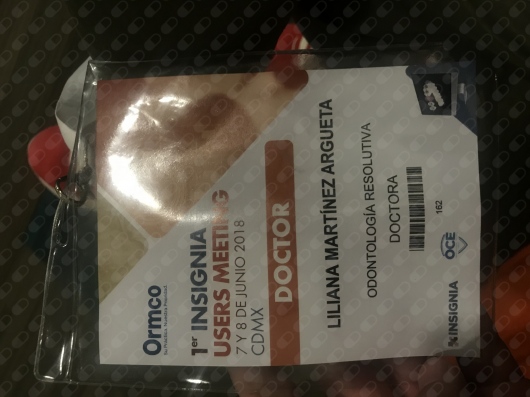 Ormco
1er INSIGNIA
USERS MEETING
7 Y 8 DE JUNIO 2018
CDMX
DOCTOR
LILIANA MARTÍNEZ ARGUETA
ODONTOLOGÍA RESOLUTIVA
DOCTORA
162
INSIGNIA
OCE